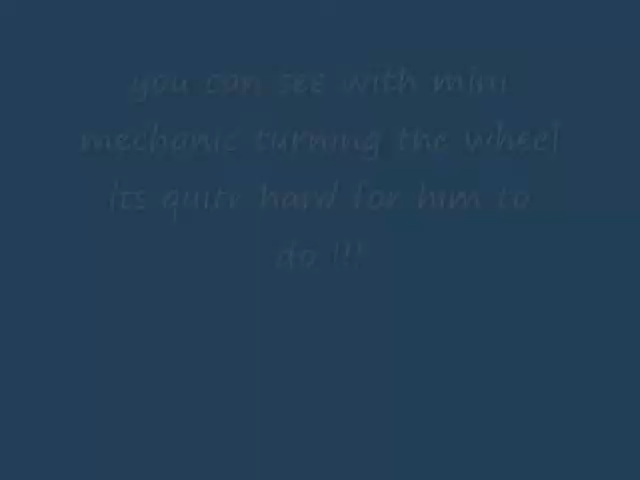 you can see with mini
mechanic turning the wheel
its quite hard for him to
do !!!